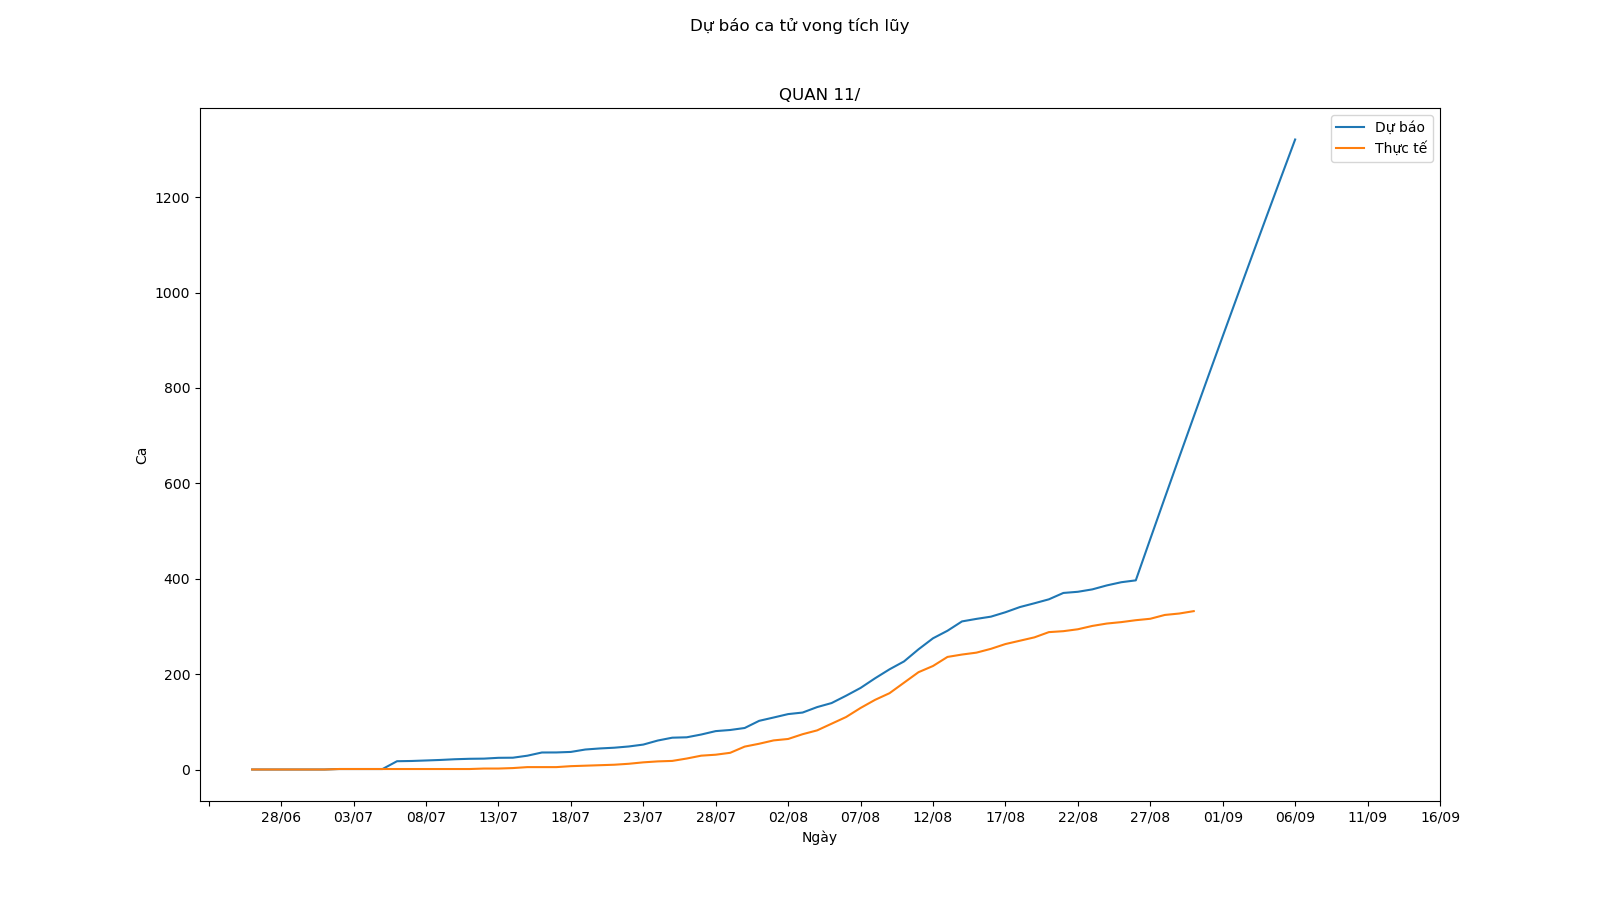 Dự báo ca tử vong tích lũy
QUAN 11/
Dự báo
Thực tế
1200
1000
800
600
400
200
0
Ca
28/06 03/07 08/07 13/07 18/07 23/07 28/07 02/08 07/08 12/08 17/08 22/08 27/08 01/09 06/09 11/09 16/09
Ngày